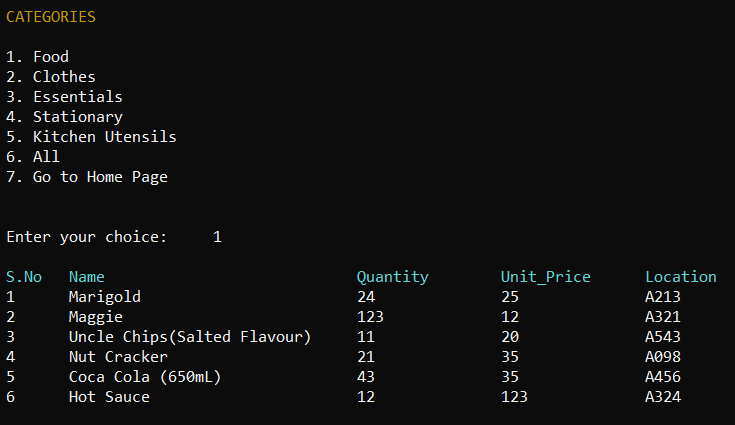 CATEGORIES
1. Food
2. Clothes
3. Essentials
4. Stationary
5. Kitchen Utensils
6. All
7. Go to Home Page
Enter your choice: 1
S.No Name Quantity Unit_Price Location
1 Marigold 24 25 A213
2 Maggie 123 12 A321
3 Uncle Chips(Salted Flavour) 11 20 A543
4 Nut Cracker 21 35 A098
5 Coca Cola (650mL) 43 35 A456
6 Hot Sauce 12 123 A324